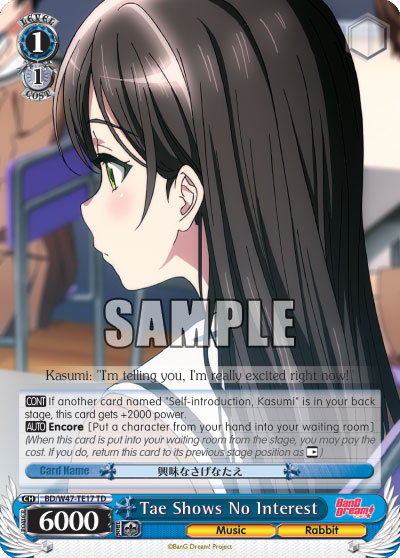 LEVEL
1
1
COST
SAMPLE
Kasumi: "I'm telling you, I'm really excited right now!"
CONT If another card named "Self-introduction, Kasumi" is in your back
stage, this card gets +2000 power.
AUTO Encore [Put a character from your hand into your waiting room]
(When this card is put into your waiting room from the stage, you may pay the
cost. If you do, return this card to its previous stage position as )
Card Name
興味なさげなたえ
CH BD/W47-TE17 TD
Tae Shows No Interest
BanG Dream!
POWER
6000
SOUL
Music
Rabbit
©BanG Dream! Project